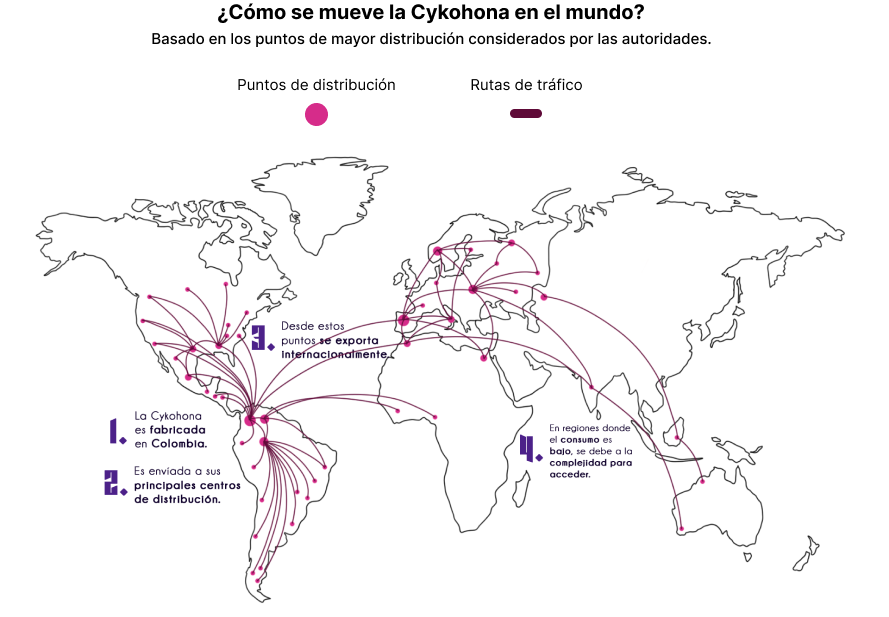 ¿Cómo se mueve la Cykohona en el mundo?
Basado en los puntos de mayor distribución considerados por las autoridades.
Puntos de distribución
Rutas de tráfico
3.
Desde estos
puntos se exporta
internacionalmente.
1.
La Cykohona
es fabricada
en Colombia.
2.
Es enviada a sus
principales centros
de distribución.
4.
En regiones donde
el consumo es
bajo, se debe a la
complejidad para
acceder.